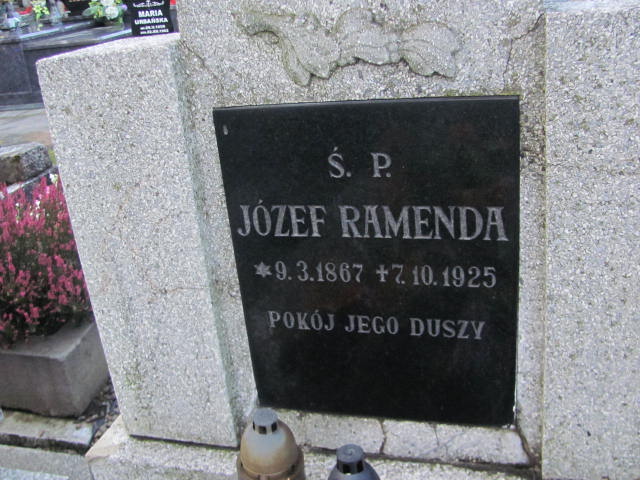 MARIA
URBAŃSKA
Ś. P.
JÓZEF RAMENDA
*9.3.1867 +7.10.1925
POKÓJ JEGO DUSZY